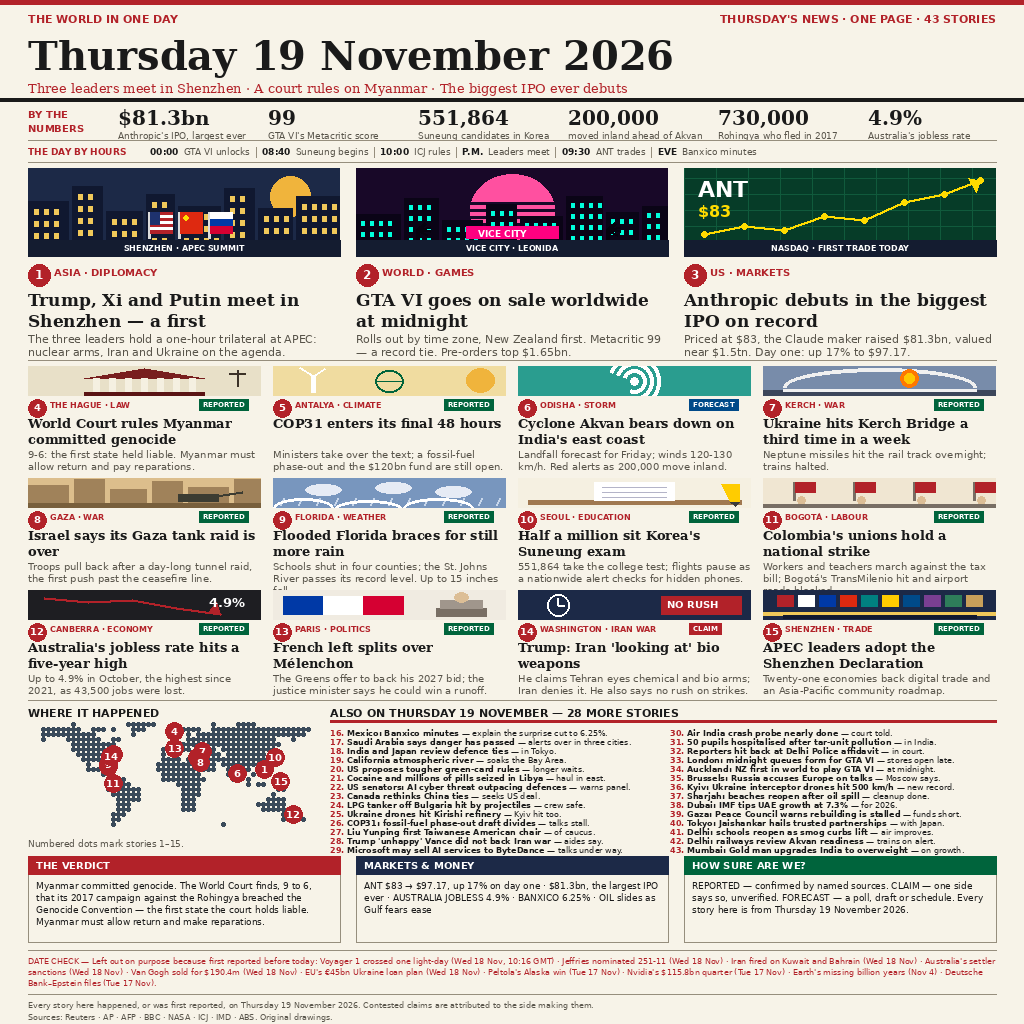 THE WORLD IN ONE DAY
THURSDAY'S NEWS · ONE PAGE · 43 STORIES
Thursday 19 November 2026
Three leaders meet in Shenzhen · A court rules on Myanmar · The biggest IPO ever debuts
BY THE
NUMBERS
$81.3bn
Anthropic's IPO, largest ever
99
GTA VI's Metacritic score
551,864
Suneung candidates in Korea
200,000
moved inland ahead of Akvan
730,000
Rohingya who fled in 2017
4.9%
Australia's jobless rate
THE DAY BY HOURS
00:00 GTA VI unlocks | 08:40 Suneung begins | 10:00 ICJ rules | P.M. Leaders meet | 09:30 ANT trades | EVE Banxico minutes
SHENZHEN · APEC SUMMIT
VICE CITY
VICE CITY · LEONIDA
ANT
$83
NASDAQ · FIRST TRADE TODAY
1 ASIA · DIPLOMACY
Trump, Xi and Putin meet in
Shenzhen — a first
The three leaders hold a one-hour trilateral at APEC:
nuclear arms, Iran and Ukraine on the agenda.
2 WORLD · GAMES
GTA VI goes on sale worldwide
at midnight
Rolls out by time zone, New Zealand first. Metacritic 99
— a record tie. Pre-orders top $1.65bn.
3 US · MARKETS
Anthropic debuts in the biggest
IPO on record
Priced at $83, the Claude maker raised $81.3bn, valued
near $1.5tn. Day one: up 17% to $97.17.
4 THE HAGUE · LAW REPORTED
World Court rules Myanmar
committed genocide
9-6: the first state held liable. Myanmar must
allow return and pay reparations.
5 ANTALYA · CLIMATE REPORTED
COP31 enters its final 48 hours
Ministers take over the text; a fossil-fuel
phase-out and the $120bn fund are still open.
6 ODISHA · STORM FORECAST
Cyclone Akvan bears down on
India's east coast
Landfall forecast for Friday; winds 120-130
km/h. Red alerts as 200,000 move inland.
7 KERCH · WAR REPORTED
Ukraine hits Kerch Bridge a
third time in a week
Neptune missiles hit the rail track overnight;
trains halted.
8 GAZA · WAR REPORTED
Israel says its Gaza tank raid is
over
Troops pull back after a day-long tunnel raid,
the first push past the ceasefire line.
9 FLORIDA · WEATHER REPORTED
Flooded Florida braces for still
more rain
Schools shut in four counties; the St. Johns
River passes its record level. Up to 15 inches
10 SEOUL · EDUCATION REPORTED
Half a million sit Korea's
Suneung exam
551,864 take the college test; flights pause as
a nationwide alert checks for hidden phones.
11 BOGOTÁ · LABOUR REPORTED
Colombia's unions hold a
national strike
Workers and teachers march against the tax
bill; Bogotá's TransMilenio hit and airport
4.9%
12 CANBERRA · ECONOMY REPORTED
Australia's jobless rate hits a
five-year high
Up to 4.9% in October, the highest since
2021, as 43,500 jobs were lost.
13 PARIS · POLITICS REPORTED
French left splits over
Mélenchon
The Greens offer to back his 2027 bid; the
justice minister says he could win a runoff.
NO RUSH
14 WASHINGTON · IRAN WAR CLAIM
Trump: Iran 'looking at' bio
weapons
He claims Tehran eyes chemical and bio arms;
Iran denies it. He also says no rush on strikes.
15 SHENZHEN · TRADE REPORTED
APEC leaders adopt the
Shenzhen Declaration
Twenty-one economies back digital trade and
an Asia-Pacific community roadmap.
WHERE IT HAPPENED
4
13
7
8
14
11
6
1
10
15
12
Numbered dots mark stories 1–15.
ALSO ON THURSDAY 19 NOVEMBER — 28 MORE STORIES
16. Mexico: Banxico minutes — explain the surprise cut to 6.25%.
17. Saudi Arabia says danger has passed — alerts over in three cities.
18. India and Japan review defence ties — in Tokyo.
19. California atmospheric river — soaks the Bay Area.
20. US proposes tougher green-card rules — longer waits.
21. Cocaine and millions of pills seized in Libya — haul in east.
22. US senators: AI cyber threat outpacing defences — warns panel.
23. Canada rethinks China ties — seeks US deal.
24. LPG tanker off Bulgaria hit by projectiles — crew safe.
25. Ukraine drones hit Kirishi refinery — Kyiv hit too.
26. COP31: fossil-fuel phase-out draft divides — talks stall.
27. Liu Yunping first Taiwanese American chair — of caucus.
28. Trump 'unhappy' Vance did not back Iran war — aides say.
29. Microsoft may sell AI services to ByteDance — talks under way.
30. Air India crash probe nearly done — court told.
31. 50 pupils hospitalised after tar-unit pollution — in India.
32. Reporters hit back at Delhi Police affidavit — in court.
33. London: midnight queues form for GTA VI — stores open late.
34. Auckland: NZ first in world to play GTA VI — at midnight.
35. Brussels: Russia accuses Europe on talks — Moscow says.
36. Kyiv: Ukraine interceptor drones hit 500 km/h — new record.
37. Sharjah: beaches reopen after oil spill — cleanup done.
38. Dubai: IMF tips UAE growth at 7.3% — for 2026.
39. Gaza: Peace Council warns rebuilding is stalled — funds short.
40. Tokyo: Jaishankar hails trusted partnerships — with Japan.
41. Delhi: schools reopen as smog curbs lift — air improves.
42. Delhi: railways review Akvan readiness — trains on alert.
43. Mumbai: Gold man upgrades India to overweight — on growth.
THE VERDICT
Myanmar committed genocide. The World Court finds, 9 to 6,
that its 2017 campaign against the Rohingya breached the
Genocide Convention — the first state the court holds liable.
Myanmar must allow return and make reparations.
MARKETS & MONEY
ANT $83 → $97.17, up 17% on day one · $81.3bn, the largest IPO
ever · AUSTRALIA JOBLESS 4.9% · BANXICO 6.25% · OIL slides as
Gulf fears ease
HOW SURE ARE WE?
REPORTED — confirmed by named sources. CLAIM — one side
says so, unverified. FORECAST — a poll, draft or schedule. Every
story here is from Thursday 19 November 2026.
DATE CHECK — Left out on purpose because first reported before today: Voyager 1 crossed one light-day (Wed 18 Nov, 10:16 GMT) · Jeffries nominated 251-11 (Wed 18 Nov) · Iran fired on Kuwait and Bahrain (Wed 18 Nov) · Australia's settler
sanctions (Wed 18 Nov) · Van Gogh sold for $190.4m (Wed 18 Nov) · EU's €45bn Ukraine loan plan (Wed 18 Nov) · Peltola's Alaska win (Tue 17 Nov) · Nvidia's $115.8bn quarter (Tue 17 Nov) · Earth's missing billion years (Nov 4) · Deutsche
Bank–Epstein files (Tue 17 Nov).
Every story here happened, or was first reported, on Thursday 19 November 2026. Contested claims are attributed to the side making them.
Sources: Reuters · AP · AFP · BBC · NASA · ICJ · IMD · ABS. Original drawings.